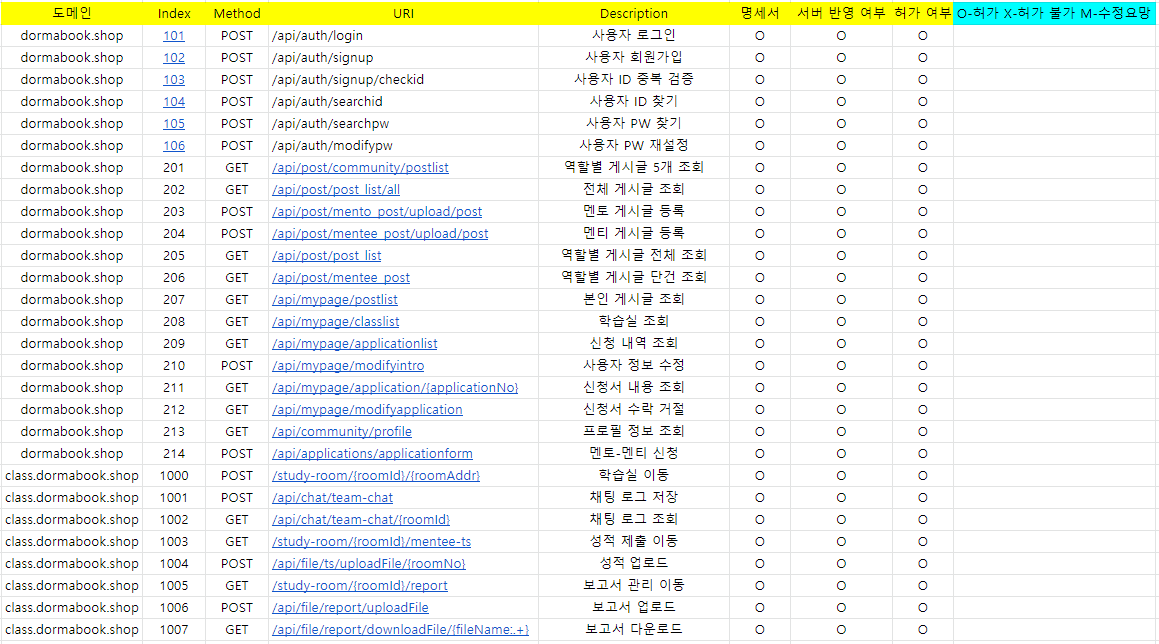 도메인 Index Method URI Description 명세서 서버 반영 여부 허가 여부 O-허가 X-허가 불가 M-수정요망
dormabook.shop 101 POST /api/auth/login 사용자 로그인 O O O
dormabook.shop 102 POST /api/auth/signup 사용자 회원가입 O O O
dormabook.shop 103 POST /api/auth/signup/checkid 사용자 ID 중복 검증 O O O
dormabook.shop 104 POST /api/auth/searchid 사용자 ID 찾기 O O O
dormabook.shop 105 POST /api/auth/searchpw 사용자 PW 찾기 O O O
dormabook.shop 106 POST /api/auth/modifypw 사용자 PW 재설정 O O O
dormabook.shop 201 GET /api/post/community/postlist 역할별 게시글 5개 조회 O O O
dormabook.shop 202 GET /api/post/post_list/all 전체 게시글 조회 O O O
dormabook.shop 203 POST /api/post/mento_post/upload/post 멘토 게시글 등록 O O O
dormabook.shop 204 POST /api/post/mentee_post/upload/post 멘티 게시글 등록 O O O
dormabook.shop 205 GET /api/post/post_list 역할별 게시글 전체 조회 O O O
dormabook.shop 206 GET /api/post/mentee_post 역할별 게시글 단건 조회 O O O
dormabook.shop 207 GET /api/mypage/postlist 본인 게시글 조회 O O O
dormabook.shop 208 GET /api/mypage/classlist 학습실 조회 O O O
dormabook.shop 209 GET /api/mypage/applicationlist 신청 내역 조회 O O O
dormabook.shop 210 POST /api/mypage/modifyintro 사용자 정보 수정 O O O
dormabook.shop 211 GET /api/mypage/application/{applicationNo} 신청서 내용 조회 O O O
dormabook.shop 212 GET /api/mypage/modifyapplication 신청서 수락 거절 O O O
dormabook.shop 213 GET /api/community/profile 프로필 정보 조회 O O O
dormabook.shop 214 POST /api/applications/applicationform 멘토-멘티 신청 O O O
class.dormabook.shop 1000 POST /study-room/{roomId}/{roomAddr} 학습실 이동 O O O
class.dormabook.shop 1001 POST /api/chat/team-chat 채팅 로그 저장 O O O
class.dormabook.shop 1002 GET /api/chat/team-chat/{roomId} 채팅 로그 조회 O O O
class.dormabook.shop 1003 GET /study-room/{roomId}/mentee-ts 성적 제출 이동 O O O
class.dormabook.shop 1004 POST /api/file/ts/uploadFile/{roomNo} 성적 업로드 O O O
class.dormabook.shop 1005 GET /study-room/{roomId}/report 보고서 관리 이동 O O O
class.dormabook.shop 1006 POST /api/file/report/uploadFile 보고서 업로드 O O O
class.dormabook.shop 1007 GET /api/file/report/downloadFile/{fileName:.+} 보고서 다운로드 O O O